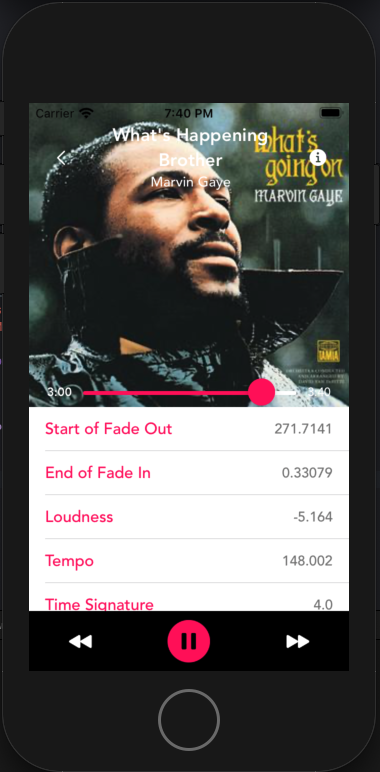 Carrier 7:40 PM
What's Happening
Brother
Marvin Gaye
what's
going on
MARVIN GAYE
TAMLA
3:00 3:40
Start of Fade Out 271.7141
End of Fade In 0.33079
Loudness -5.164
Tempo 148.002
Time Signature 4.0